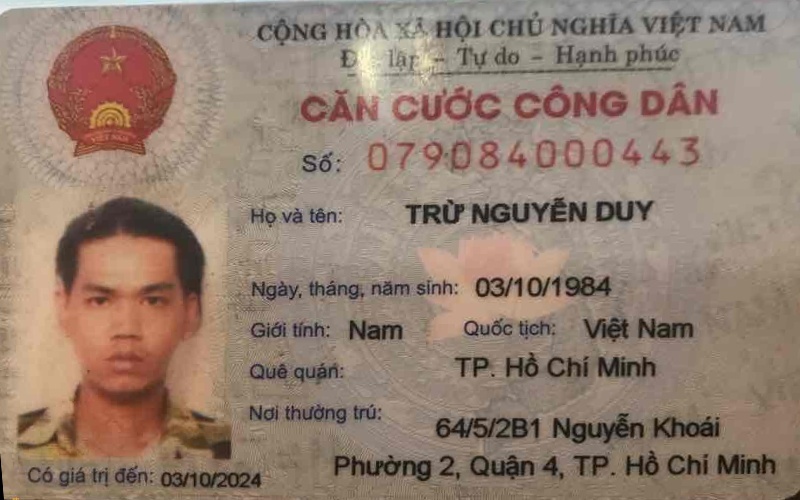 CỘNG HÒA XÃ HỘI CHỦ NGHĨA VIỆT NAM
lập – Tự do – Hạnh phúc
CĂN CƯỚC CÔNG DÂN
Số: 079084000443
Họ và tên: TRỪ NGUYỄN DUY
Ngày, tháng, năm sinh: 03/10/1984
Giới tính: Nam Quốc tịch: Việt Nam
Quê quán: TP. Hồ Chí Minh
Nơi thường trú: 64/5/2B1 Nguyễn Khoái
Phường 2, Quận 4, TP. Hồ Chí Minh
Có giá trị đến: 03/10/2024
VIỆT NAM